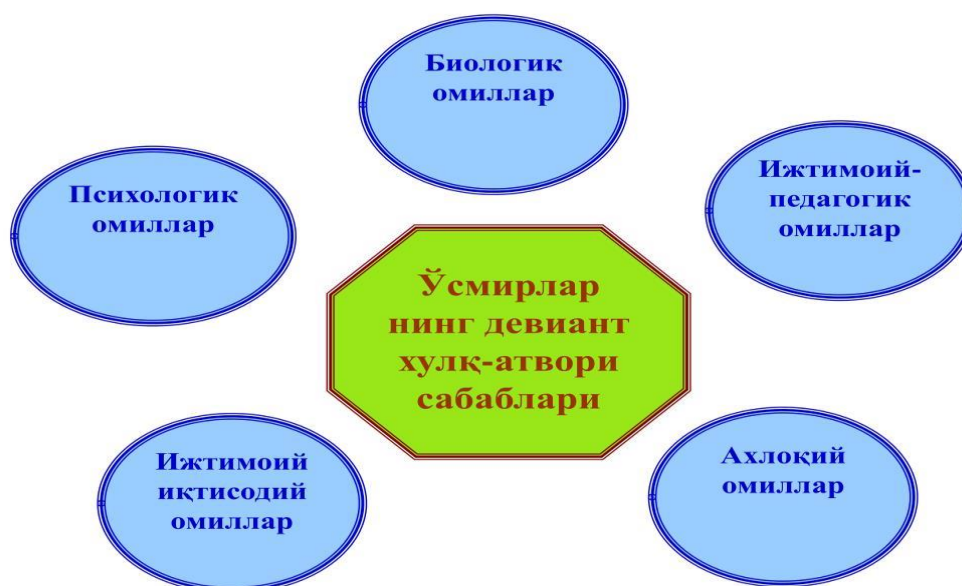 Биологик
омиллар
Психологик
омиллар
Ижтимоий-
педагогик
омиллар
Ўсмирлар
нинг девиант
хулқ-атвори
сабаблари
Ижтимоий
иқтисодий
омиллар
Ахлоқий
омиллар